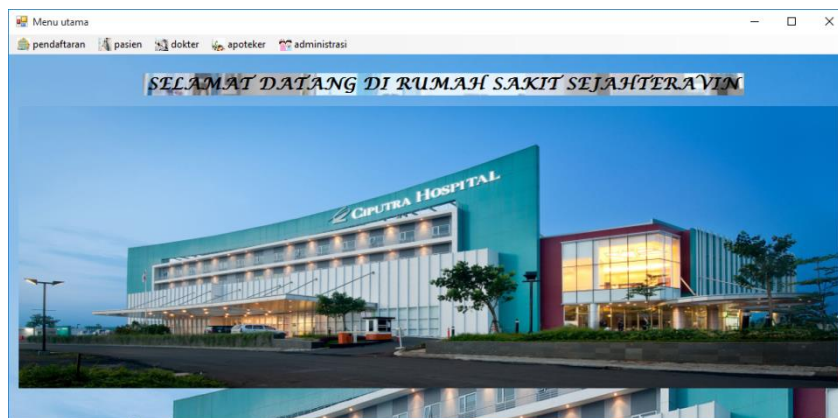 Menu utama
pendaftaran pasien dokter apoteker administrasi
SELAMAT DATANG DI RUMAH SAKIT SEJAHTERAVIN
CIPUTRA HOSPITAL